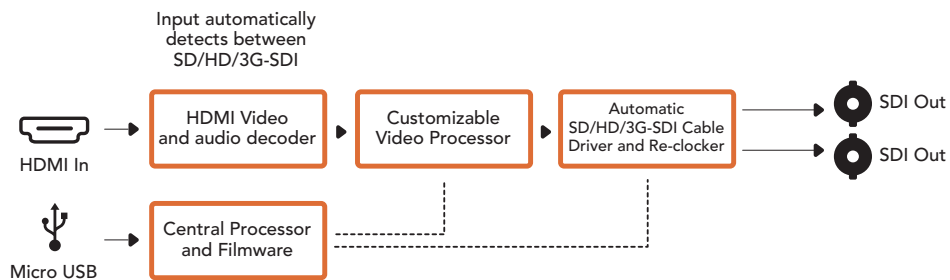 Input automatically
detects between
SD/HD/3G-SDI
HDMI In
HDMI Video
and audio decoder
Customizable
Video Processor
Automatic
SD/HD/3G-SDI Cable
Driver and Re-clocker
SDI Out
SDI Out
Micro USB
Central Processor
and Filmware